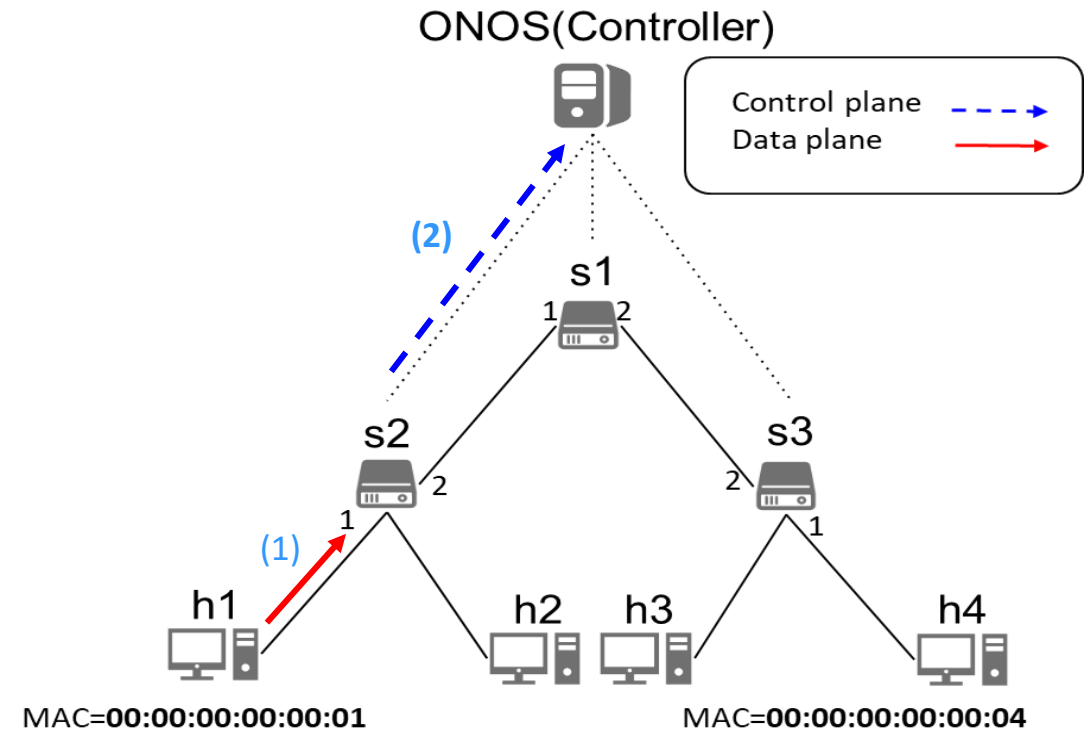 ONOS(Controller)
Control plane
Data plane
(2)
s1
1 2
s2
s3
2
2
1
1
(1)
h1
h2
h3
h4
MAC=00:00:00:00:00:01
MAC=00:00:00:00:00:04